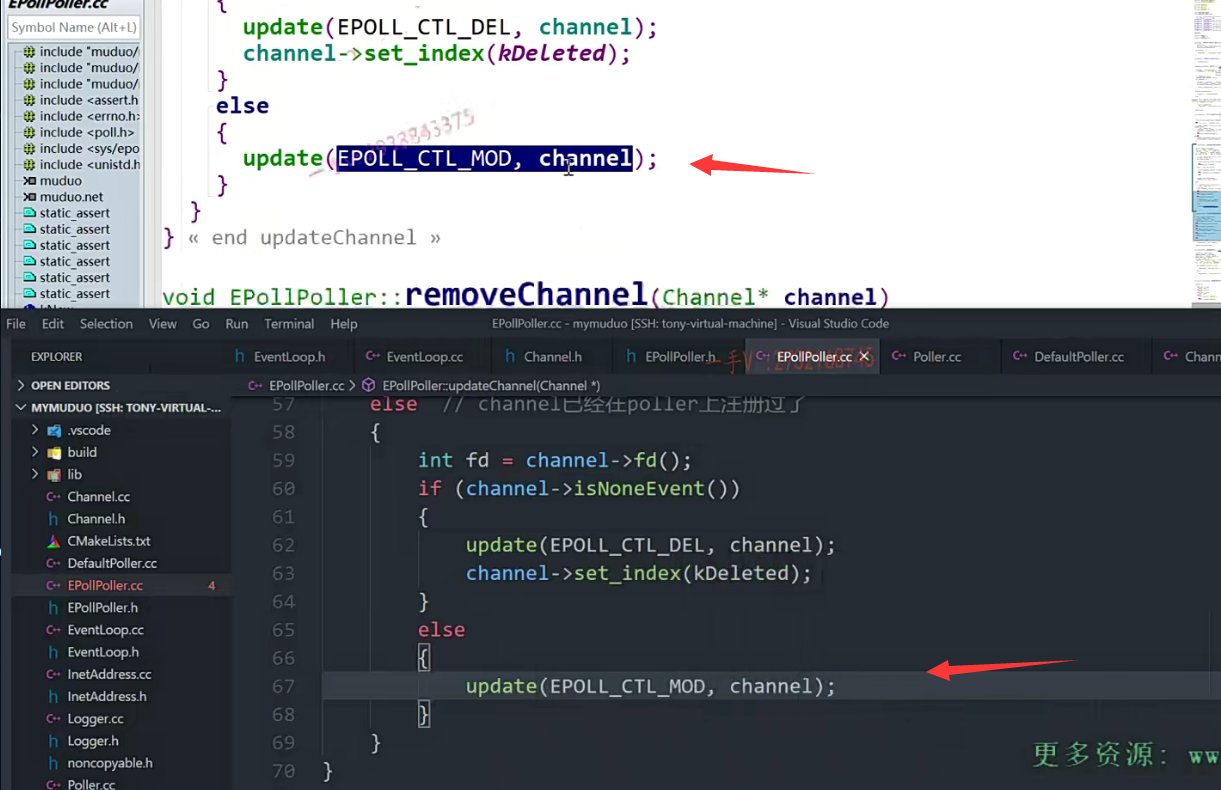 EPollPoller.cc
Symbol Name (Alt+L)
include "muduo/
include "muduo/
include "muduo/
include "muduo/
include <assert.h
include <errno.h>
include <poll.h>
include <sys/epo
include <unistd.h
muduo
muduo.net
static_assert
static_assert
static_assert
static_assert
static_assert
static_assert
{
update(EPOLL_CTL_DEL, channel);
channel->set_index(kDeleted);
}
else
{
update(EPOLL_CTL_MOD, channel);
}
}
} « end updateChannel »
void EPollPoller::removeChannel(Channel* channel)
File Edit Selection View Go Run Terminal Help
EPollPoller.cc - mymuduo [SSH: tony-virtual-machine] - Visual Studio Code
EXPLORER
EventLoop.h EventLoop.cc Channel.h EPollPoller.h EPollPoller.cc Poller.cc DefaultPoller.cc Chann
OPEN EDITORS
MYMUDUO [SSH: TONY-VIRTUAL-...
.vscode
build
lib
Channel.cc
Channel.h
CMakeLists.txt
DefaultPoller.cc
EPollPoller.cc 4
EPollPoller.h
EventLoop.cc
EventLoop.h
InetAddress.cc
InetAddress.h
Logger.cc
Logger.h
noncopyable.h
Poller.cc
EPollPoller.cc > EPollPoller::updateChannel(Channel *)
57 else // channel已经在poller上注册过了
58 {
59 int fd = channel->fd();
60 if (channel->isNoneEvent())
61 {
62 update(EPOLL_CTL_DEL, channel);
63 channel->set_index(kDeleted);
64 }
65 else
66 {
67 update(EPOLL_CTL_MOD, channel);
68 }
69 }
70 }
更多资源: ww